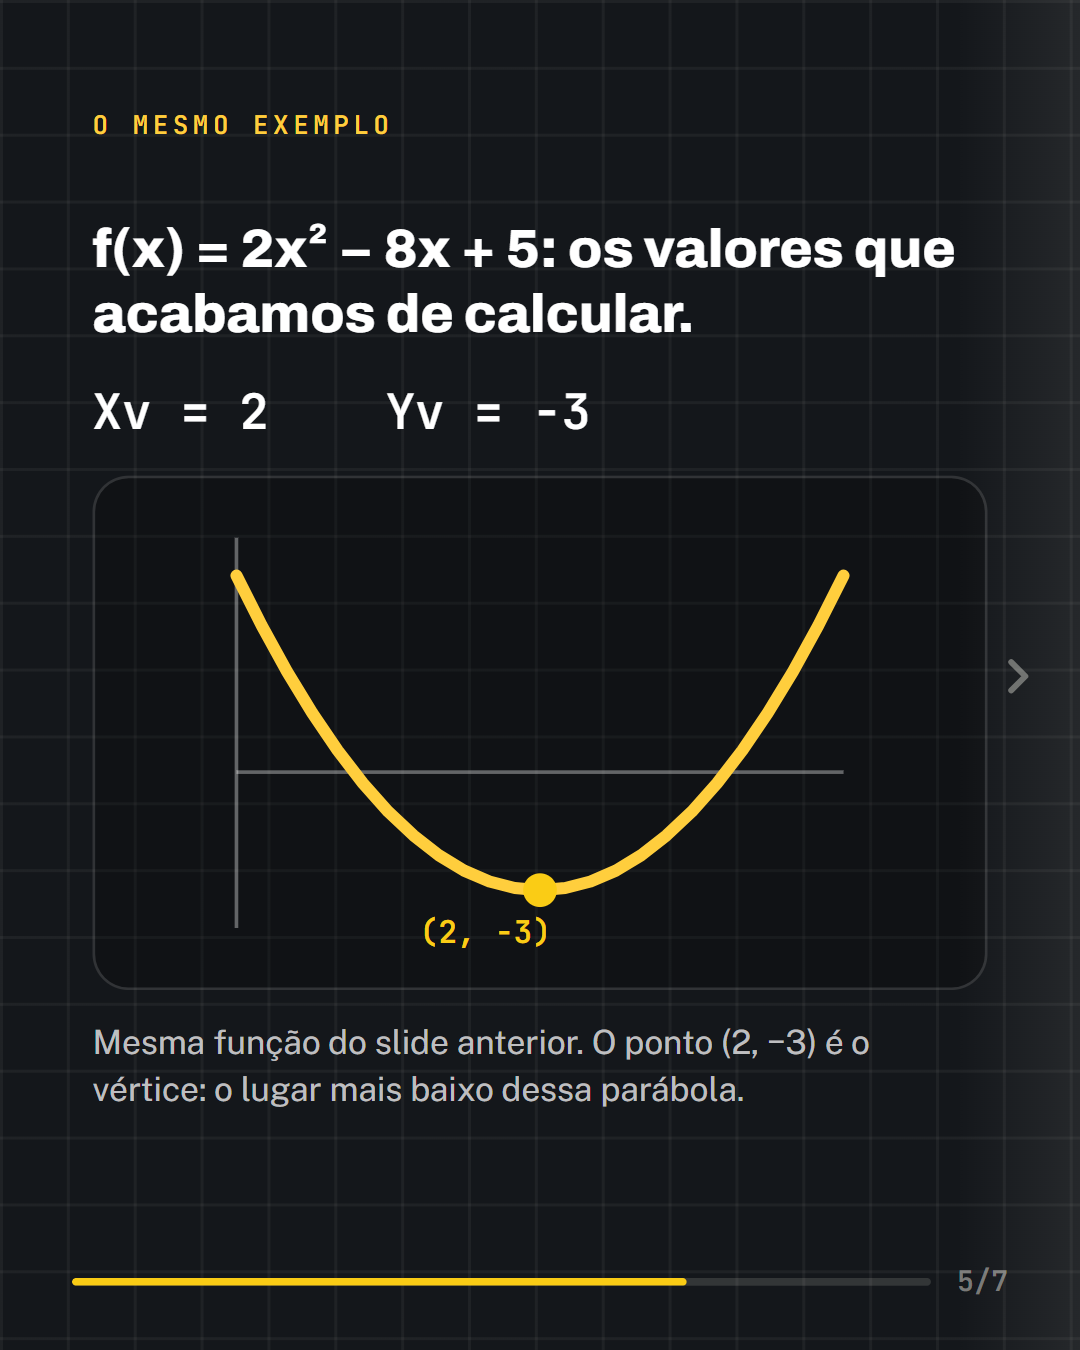 O MESMO EXEMPLO
f(x) = 2x² – 8x + 5: os valores que
acabamos de calcular.
Xv = 2 Yv = -3
(2, -3)
Mesma função do slide anterior. O ponto (2, −3) é o
vértice: o lugar mais baixo dessa parábola.
5/7